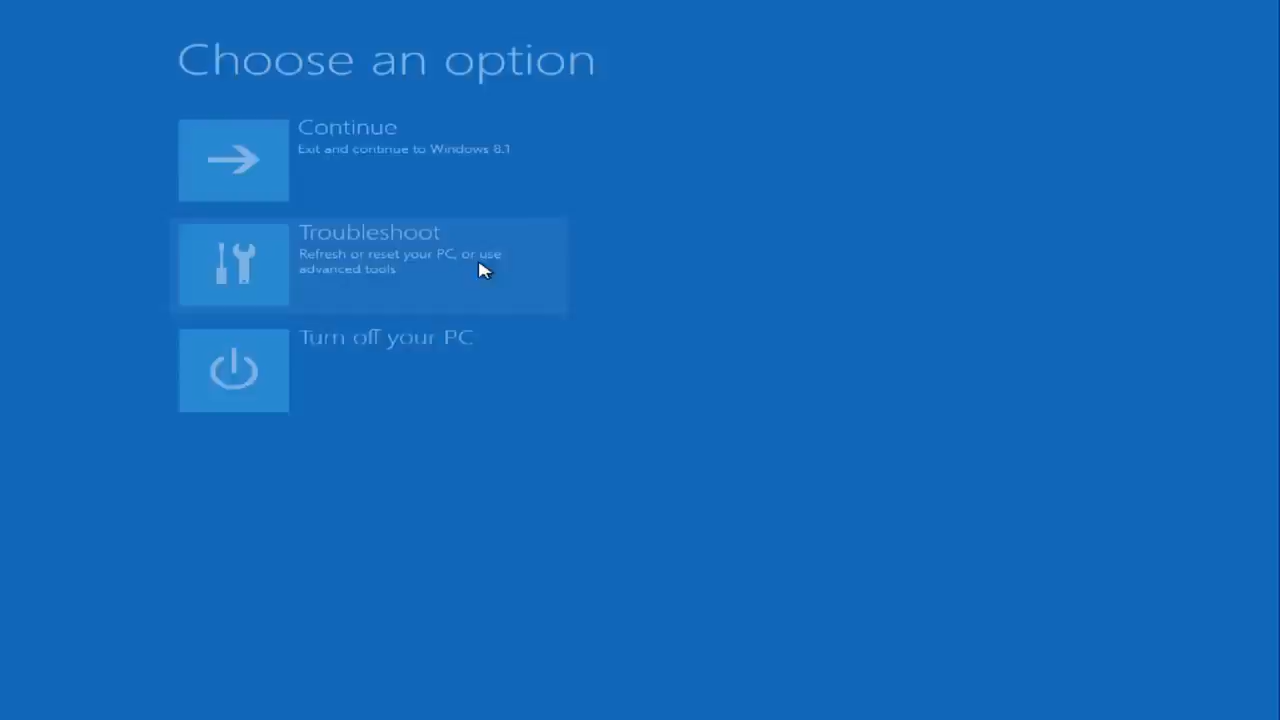 Choose an option
Continue
Exit and continue to Windows 8.1
Troubleshoot
Refresh or reset your PC, or use
advanced tools
Turn off your PC